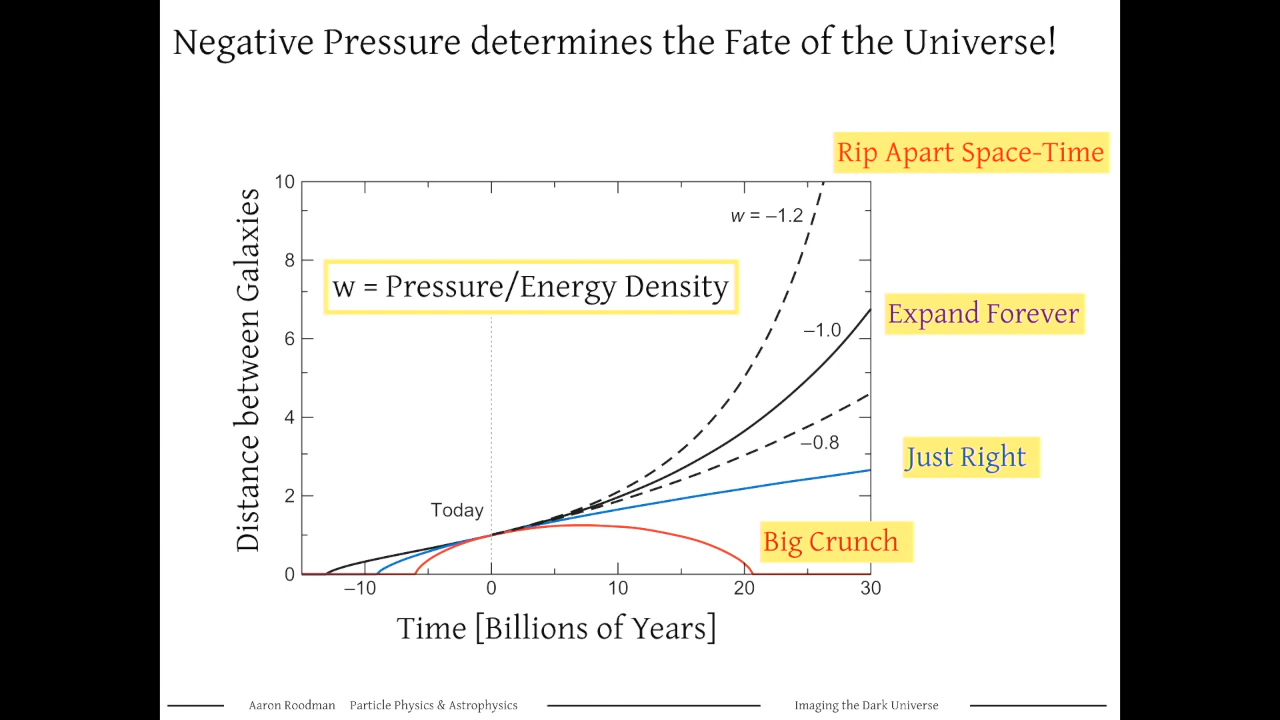 Negative Pressure determines the Fate of the Universe!
Rip Apart Space-Time
10
w = –1.2
8
w = Pressure/Energy Density
Distance between Galaxies
Expand Forever
–1.0
6
4
–0.8
Just Right
2
Today
Big Crunch
0
–10
0
10
20
30
Time [Billions of Years]
Aaron Roodman Particle Physics & Astrophysics
Imaging the Dark Universe